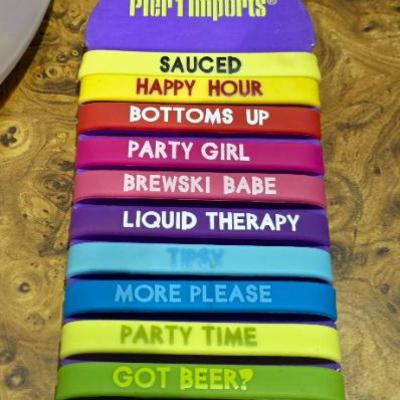 Pier 1 imports®
SAUCED
HAPPY HOUR
BOTTOMS UP
PARTY GIRL
BREWSKI BABE
LIQUID THERAPY
TIPSY
MORE PLEASE
PARTY TIME
GOT BEER?